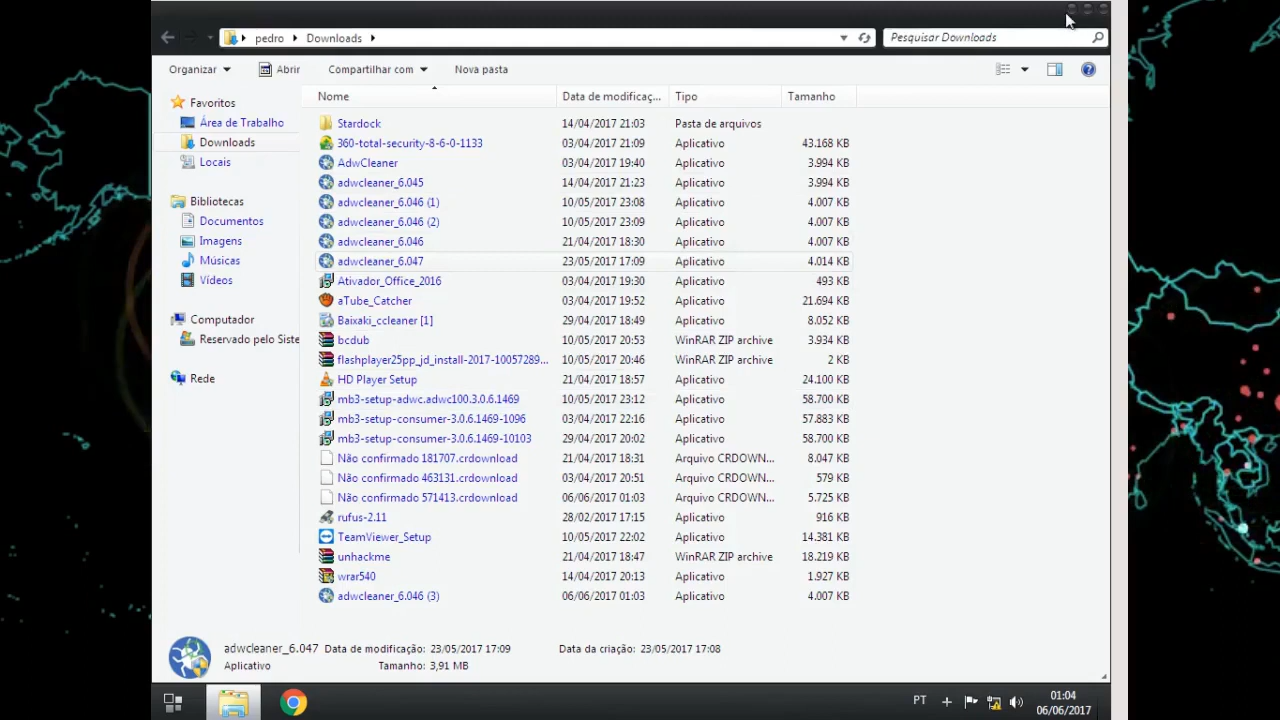 pedro Downloads Pesquisar Downloads
Organizar Abrir Compartilhar com Nova pasta
Nome Data de modificaç... Tipo Tamanho
Favoritos
Área de Trabalho
Downloads
Locais
Bibliotecas
Documentos
Imagens
Músicas
Vídeos
Computador
Reservado pelo Siste
Rede
Stardock 14/04/2017 21:03 Pasta de arquivos
360-total-security-8-6-0-1133 03/04/2017 21:09 Aplicativo 43.168 KB
AdwCleaner 03/04/2017 19:40 Aplicativo 3.994 KB
adwcleaner_6.045 14/04/2017 21:23 Aplicativo 3.994 KB
adwcleaner_6.046 (1) 10/05/2017 23:08 Aplicativo 4.007 KB
adwcleaner_6.046 (2) 10/05/2017 23:09 Aplicativo 4.007 KB
adwcleaner_6.046 21/04/2017 18:30 Aplicativo 4.007 KB
adwcleaner_6.047 23/05/2017 17:09 Aplicativo 4.014 KB
Ativador_Office_2016 03/04/2017 19:30 Aplicativo 493 KB
aTube_Catcher 03/04/2017 19:52 Aplicativo 21.694 KB
Baixaki_ccleaner [1] 29/04/2017 18:49 Aplicativo 8.052 KB
bcdub 10/05/2017 20:53 WinRAR ZIP archive 3.934 KB
flashplayer25pp_jd_install-2017-10057289... 10/05/2017 20:46 WinRAR ZIP archive 2 KB
HD Player Setup 21/04/2017 18:57 Aplicativo 24.100 KB
mb3-setup-adwc.adwc100.3.0.6.1469 10/05/2017 23:12 Aplicativo 58.700 KB
mb3-setup-consumer-3.0.6.1469-1096 03/04/2017 22:16 Aplicativo 57.883 KB
mb3-setup-consumer-3.0.6.1469-10103 29/04/2017 20:02 Aplicativo 58.700 KB
Não confirmado 181707.crdownload 21/04/2017 18:31 Arquivo CRDOWN... 8.047 KB
Não confirmado 463131.crdownload 03/04/2017 20:51 Arquivo CRDOWN... 579 KB
Não confirmado 571413.crdownload 06/06/2017 01:03 Arquivo CRDOWN... 5.725 KB
rufus-2.11 28/02/2017 17:15 Aplicativo 916 KB
TeamViewer_Setup 10/05/2017 22:02 Aplicativo 14.381 KB
unhackme 21/04/2017 18:47 WinRAR ZIP archive 18.219 KB
wrar540 14/04/2017 20:13 Aplicativo 1.927 KB
adwcleaner_6.046 (3) 06/06/2017 01:03 Aplicativo 4.007 KB
adwcleaner_6.047 Data de modificação: 23/05/2017 17:09 Data da criação: 23/05/2017 17:08
Aplicativo Tamanho: 3,91 MB
PT 01:04
06/06/2017